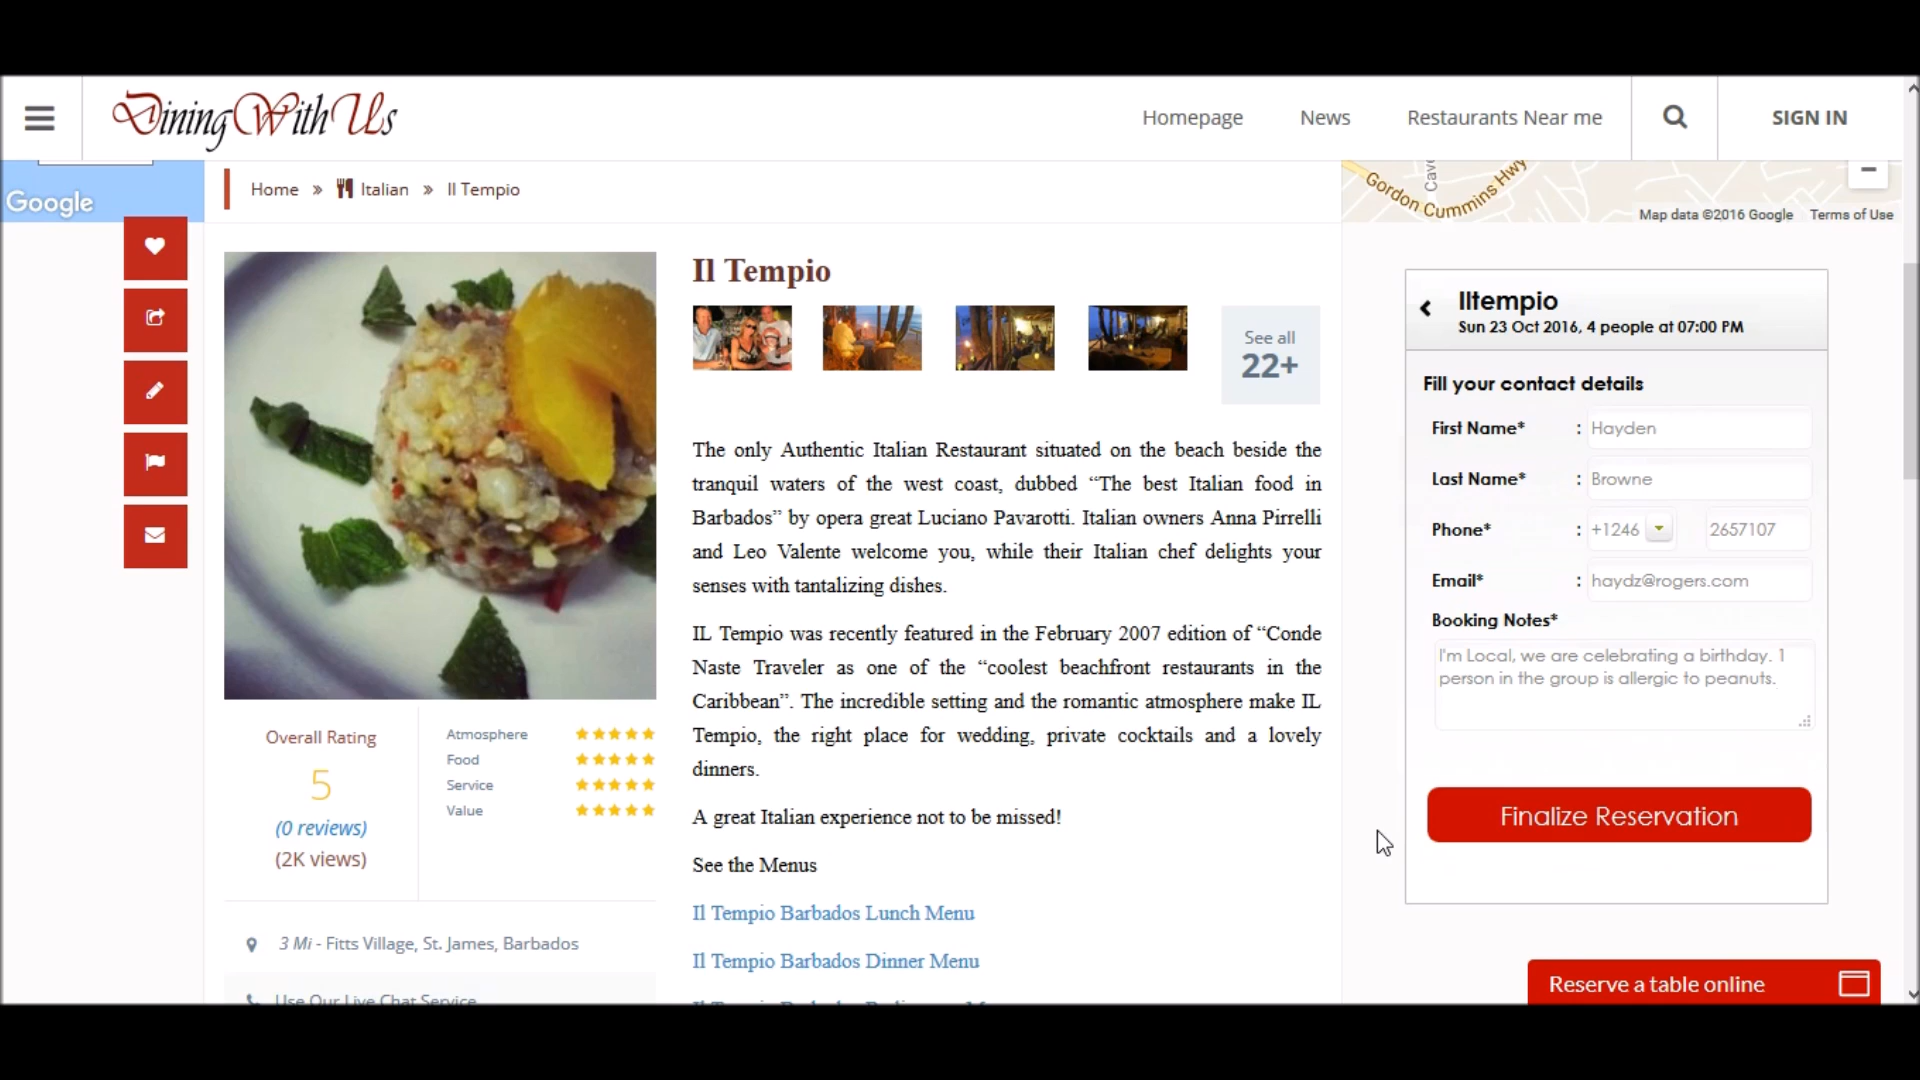 DiningWithUs
Homepage
News
Restaurants Near me
SIGN IN
Google
Home » Italian » Il Tempio
Gordon Cummins Hwy
Cav
Map data ©2016 Google Terms of Use
Il Tempio
See all
22+
The only Authentic Italian Restaurant situated on the beach beside the
tranquil waters of the west coast, dubbed “The best Italian food in
Barbados” by opera great Luciano Pavarotti. Italian owners Anna Pirrelli
and Leo Valente welcome you, while their Italian chef delights your
senses with tantalizing dishes.
IL Tempio was recently featured in the February 2007 edition of “Conde
Naste Traveler as one of the “coolest beachfront restaurants in the
Caribbean”. The incredible setting and the romantic atmosphere make IL
Tempio, the right place for wedding, private cocktails and a lovely
dinners.
A great Italian experience not to be missed!
See the Menus
Il Tempio Barbados Lunch Menu
Il Tempio Barbados Dinner Menu
Overall Rating
5
(0 reviews)
(2K views)
Atmosphere
Food
Service
Value
3 Mi - Fitts Village, St. James, Barbados
Use Our Live Chat Service
Iltempio
Sun 23 Oct 2016, 4 people at 07:00 PM
Fill your contact details
First Name* : Hayden
Last Name* : Browne
Phone* : +1246 2657107
Email* : haydz@rogers.com
Booking Notes*
I'm Local, we are celebrating a birthday. 1
person in the group is allergic to peanuts.
Finalize Reservation
Reserve a table online